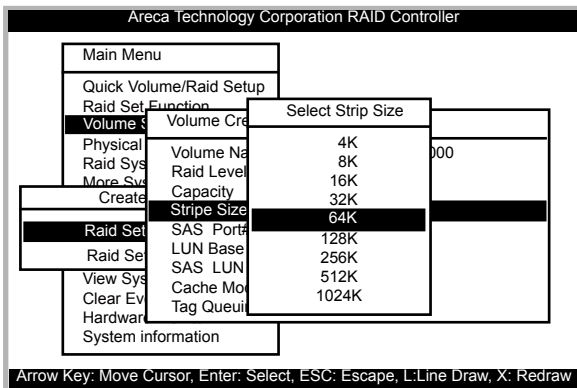 Areca Technology Corporation RAID Controller
Main Menu
Quick Volume/Raid Setup
Raid Set Function
Volume
Physical
Raid Sys
More Sys
Create
Raid Set
Raid Se
View Sys
Clear Ev
Hardware
System information
Volume Cre
Volume Na 000
Raid Level
Capacity
Stripe Size
SAS Port#
LUN Base
SAS LUN
Cache Mod
Tag Queui
Select Strip Size
4K
8K
16K
32K
64K
128K
256K
512K
1024K
Arrow Key: Move Cursor, Enter: Select, ESC: Escape, L:Line Draw, X: Redraw